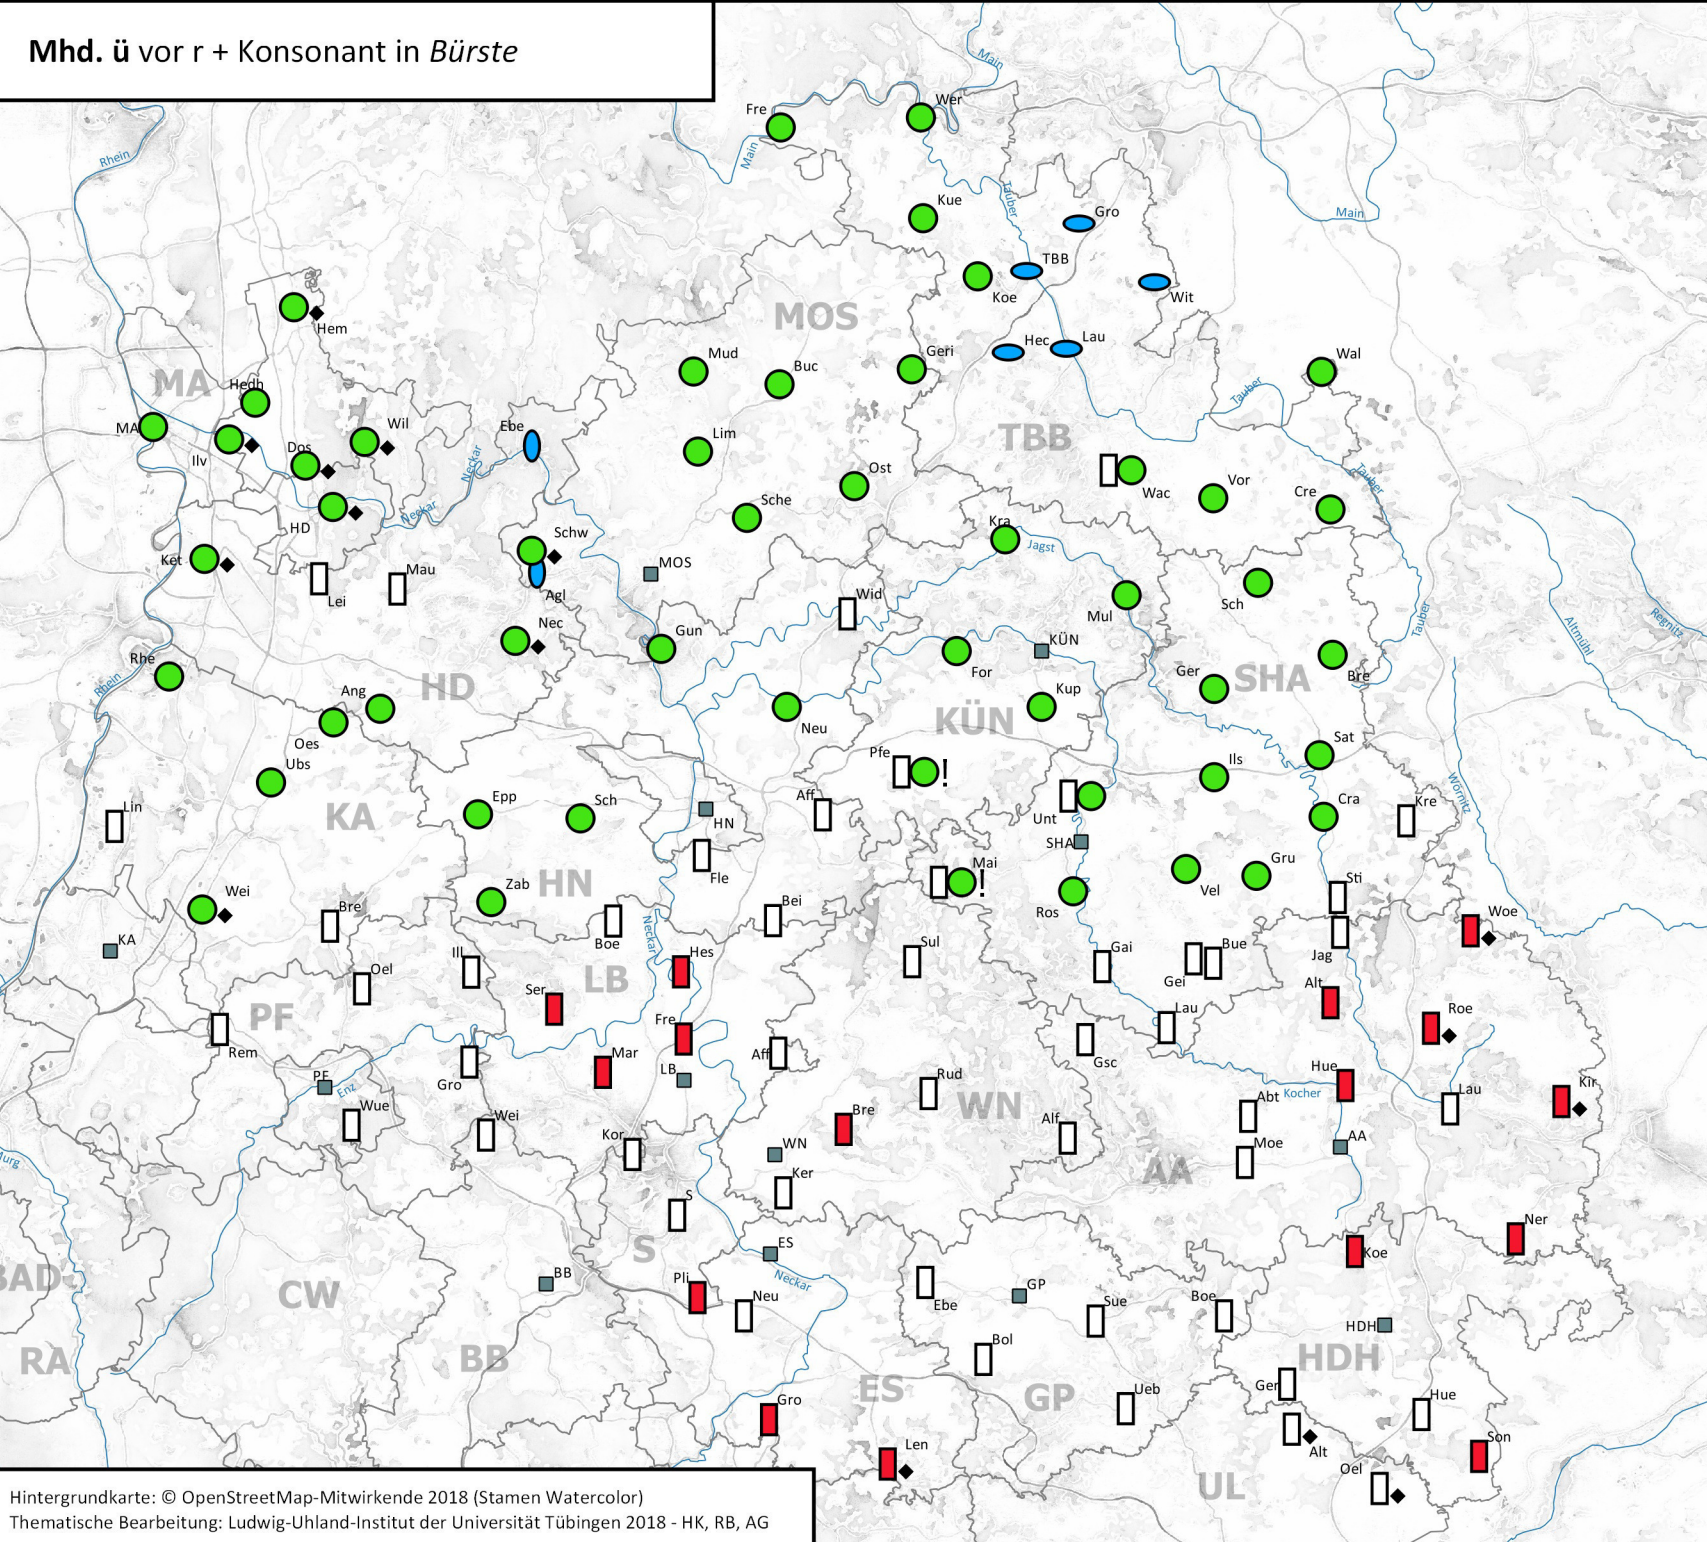 Mhd. ü vor r + Konsonant in Bürste
Main
Fre
Wer
Rhein
Main
Tauber
Kue
Gro
Main
TBB
Koe
Wit
MOS
Hem
Hec
Lau
Geri
Wal
Mud
Buc
MA
Hedh
Tauber
MA
Wil
Ebe
Lim
TBB
Ilv
Dos
Neckar
Ost
Tauber
Vor
Cre
Wac
Sche
HD
Neckar
Kra
Jagst
Schw
Ket
MOS
Mau
Lei
Agl
Wid
Sch
Mul
Tauber
Regnitz
Altmühl
Nec
Gun
KÜN
Rhe
For
Ger
SHA
Bre
Rhein
HD
Ang
Kup
KÜN
Neu
Oes
Sat
Ubs
Pfe
!
Ils
Wörnitz
Lin
KA
Epp
Sch
HN
Aff
Unt
Cra
Kre
SHA
Fle
Mai
!
Gru
Vel
Sti
Wei
Zab
HN
Bei
Ros
Bre
Boe
Neckar
Woe
KA
Ill
Hes
Sul
Gai
Bue
Gei
Jag
Oel
LB
Ser
Alt
PF
Fre
Lau
Roe
Rem
Mar
Aff
Gsc
LB
Hue
PF
Enz
Gro
Rud
WN
Kocher
Abt
Lau
Kir
Wue
Wei
Bre
Alf
Kor
WN
Moe
AA
AA
Murg
Ker
S
Ner
S
ES
Koe
BAD
CW
BB
Neckar
Pli
Neu
Ebe
GP
Sue
Boe
HDH
RA
BB
Bol
HDH
ES
GP
Ueb
Ger
Hue
Gro
Len
Alt
Son
Oel
UL
Hintergrundkarte: © OpenStreetMap-Mitwirkende 2018 (Stamen Watercolor)
Thematische Bearbeitung: Ludwig-Uhland-Institut der Universität Tübingen 2018 - HK, RB, AG